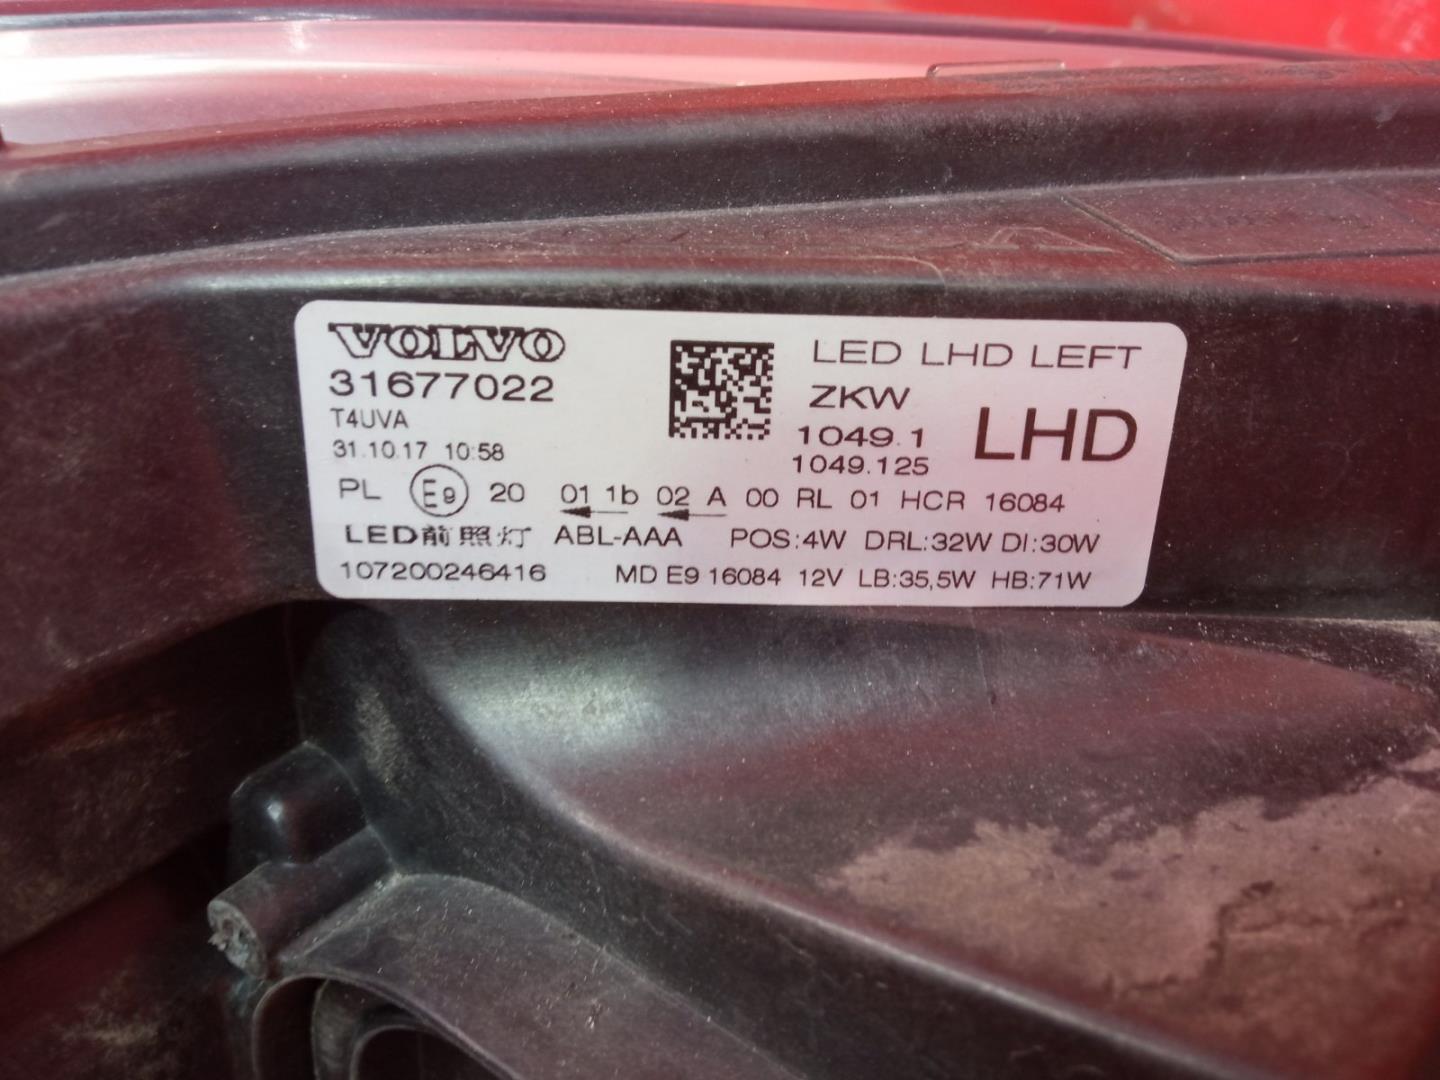 VOLVO
31677022
T4UVA
31.10.17 10:58
LED LHD LEFT
ZKW
1049.1
1049.125
LHD
PL E9 20 01 1b 02 A 00 RL 01 HCR 16084
LED前照灯 ABL-AAA POS:4W DRL:32W DI:30W
107200246416 MD E9 16084 12V LB:35,5W HB:71W